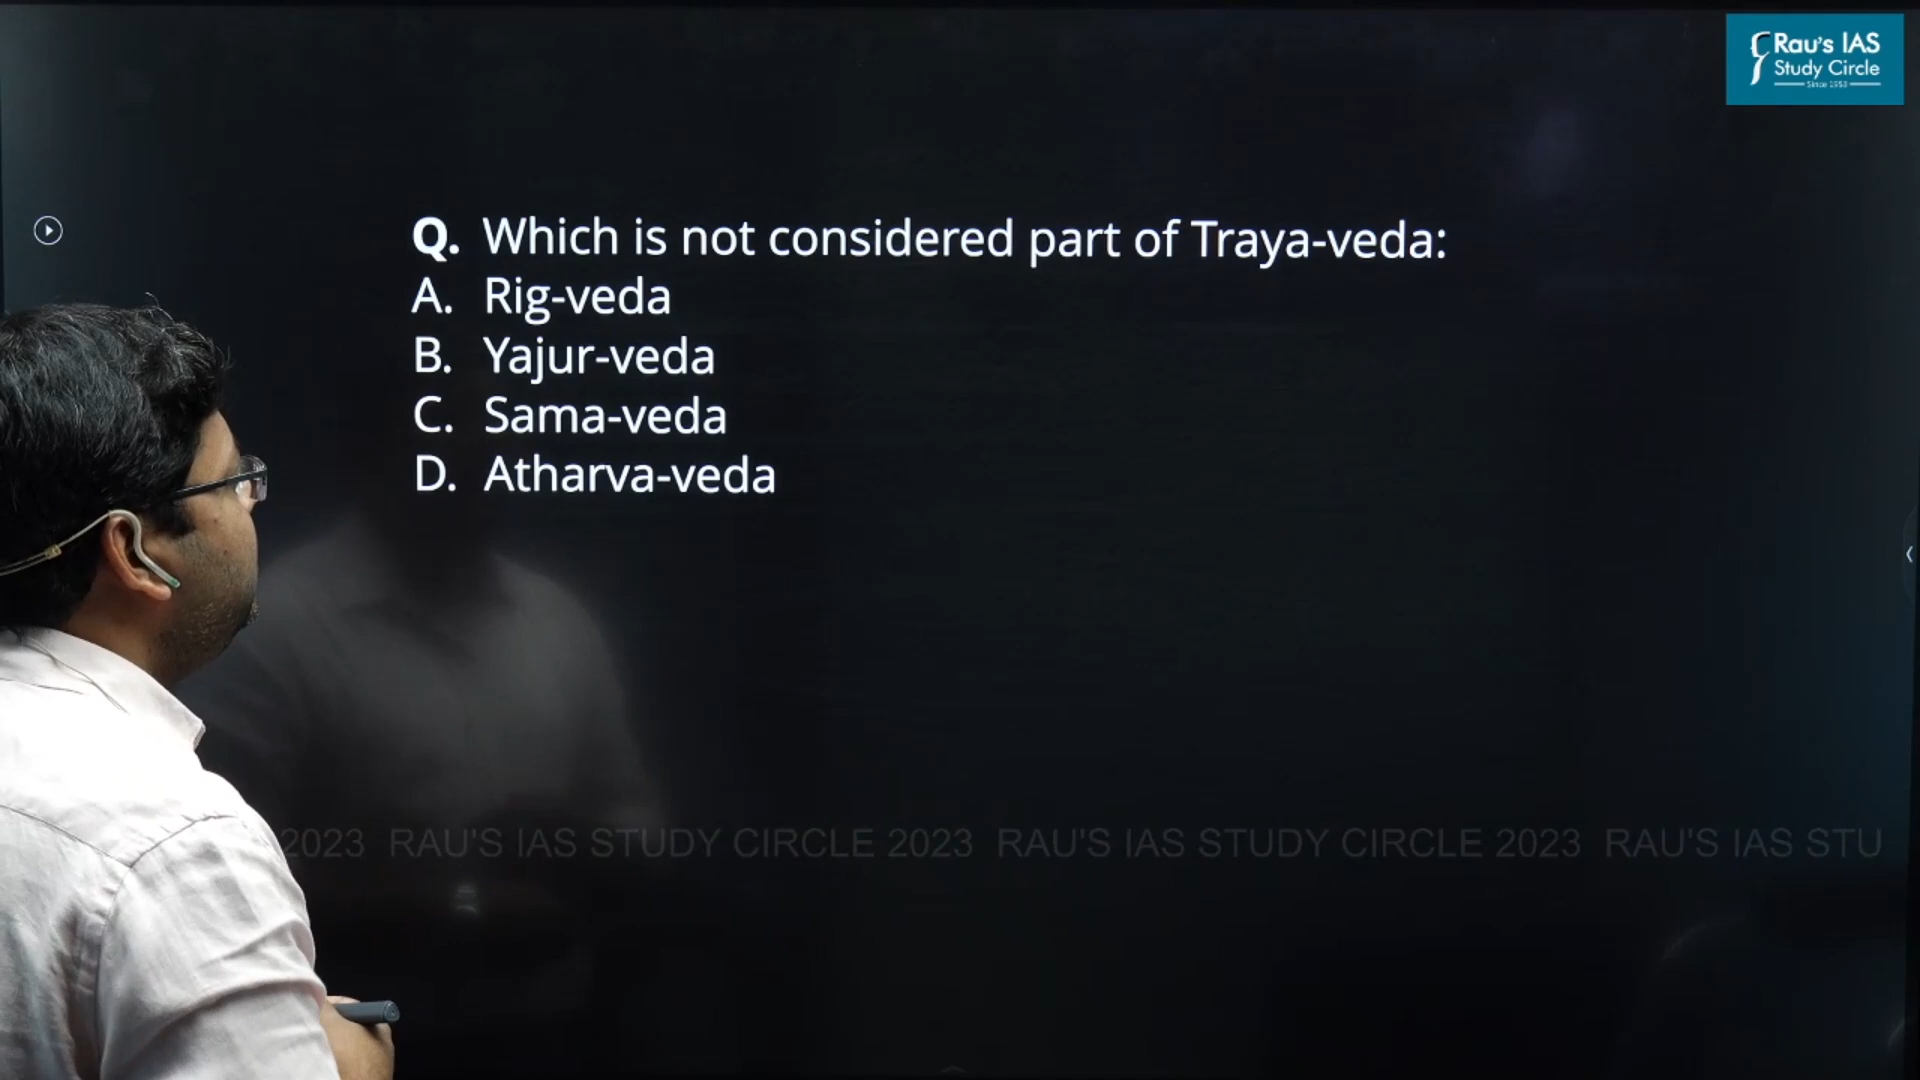 Rau's IAS
Study Circle
Since 1953
Q. Which is not considered part of Traya-veda:
A. Rig-veda
B. Yajur-veda
C. Sama-veda
D. Atharva-veda
2023 RAU'S IAS STUDY CIRCLE 2023 RAU'S IAS STUDY CIRCLE 2023 RAU'S IAS STU